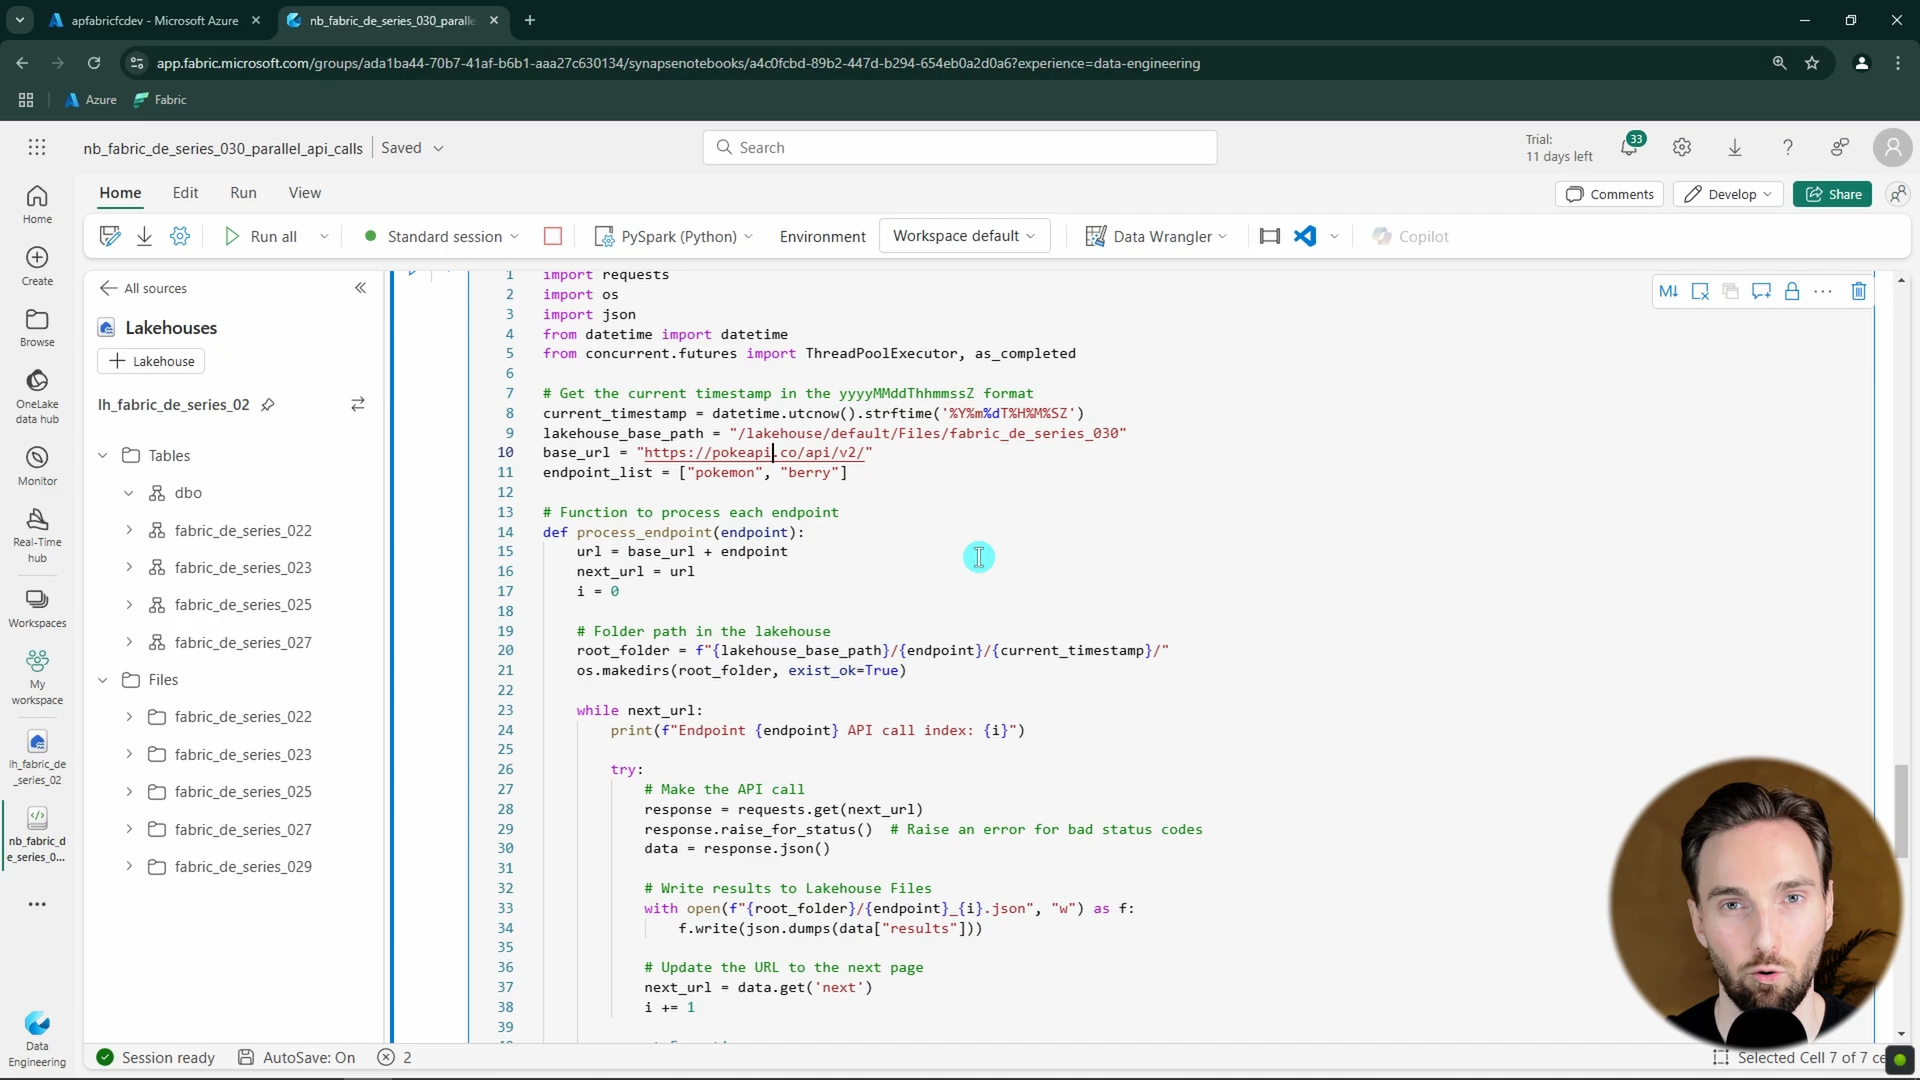 apfabricfcdev - Microsoft Azure
nb_fabric_de_series_030_paralle
app.fabric.microsoft.com/groups/ada1ba44-70b7-41af-b6b1-aaa27c630134/synapsenotebooks/a4c0fcbd-89b2-447d-b294-654eb0a2d0a6?experience=data-engineering
Azure
Fabric
nb_fabric_de_series_030_parallel_api_calls
Saved
Search
Trial:
11 days left
33
Home
Edit
Run
View
Comments
Develop
Share
Run all
Standard session
PySpark (Python)
Environment
Workspace default
Data Wrangler
Copilot
Home
Create
Browse
OneLake
data hub
Monitor
Real-Time
hub
Workspaces
My
workspace
lh_fabric_de
_series_02
nb_fabric_d
e_series_0...
Data
Engineering
All sources
Lakehouses
Lakehouse
lh_fabric_de_series_02
Tables
dbo
fabric_de_series_022
fabric_de_series_023
fabric_de_series_025
fabric_de_series_027
Files
fabric_de_series_022
fabric_de_series_023
fabric_de_series_025
fabric_de_series_027
fabric_de_series_029
M↓
1 import requests
2 import os
3 import json
4 from datetime import datetime
5 from concurrent.futures import ThreadPoolExecutor, as_completed
6
7 # Get the current timestamp in the yyyyMMddThhmmssZ format
8 current_timestamp = datetime.utcnow().strftime('%Y%m%dT%H%M%SZ')
9 lakehouse_base_path = "/lakehouse/default/Files/fabric_de_series_030"
10 base_url = "https://pokeapi.co/api/v2/"
11 endpoint_list = ["pokemon", "berry"]
12
13 # Function to process each endpoint
14 def process_endpoint(endpoint):
15 url = base_url + endpoint
16 next_url = url
17 i = 0
18
19 # Folder path in the lakehouse
20 root_folder = f"{lakehouse_base_path}/{endpoint}/{current_timestamp}/"
21 os.makedirs(root_folder, exist_ok=True)
22
23 while next_url:
24 print(f"Endpoint {endpoint} API call index: {i}")
25
26 try:
27 # Make the API call
28 response = requests.get(next_url)
29 response.raise_for_status() # Raise an error for bad status codes
30 data = response.json()
31
32 # Write results to Lakehouse Files
33 with open(f"{root_folder}/{endpoint}_{i}.json", "w") as f:
34 f.write(json.dumps(data["results"]))
35
36 # Update the URL to the next page
37 next_url = data.get('next')
38 i += 1
39
Session ready
AutoSave: On
2
Selected Cell 7 of 7 ce